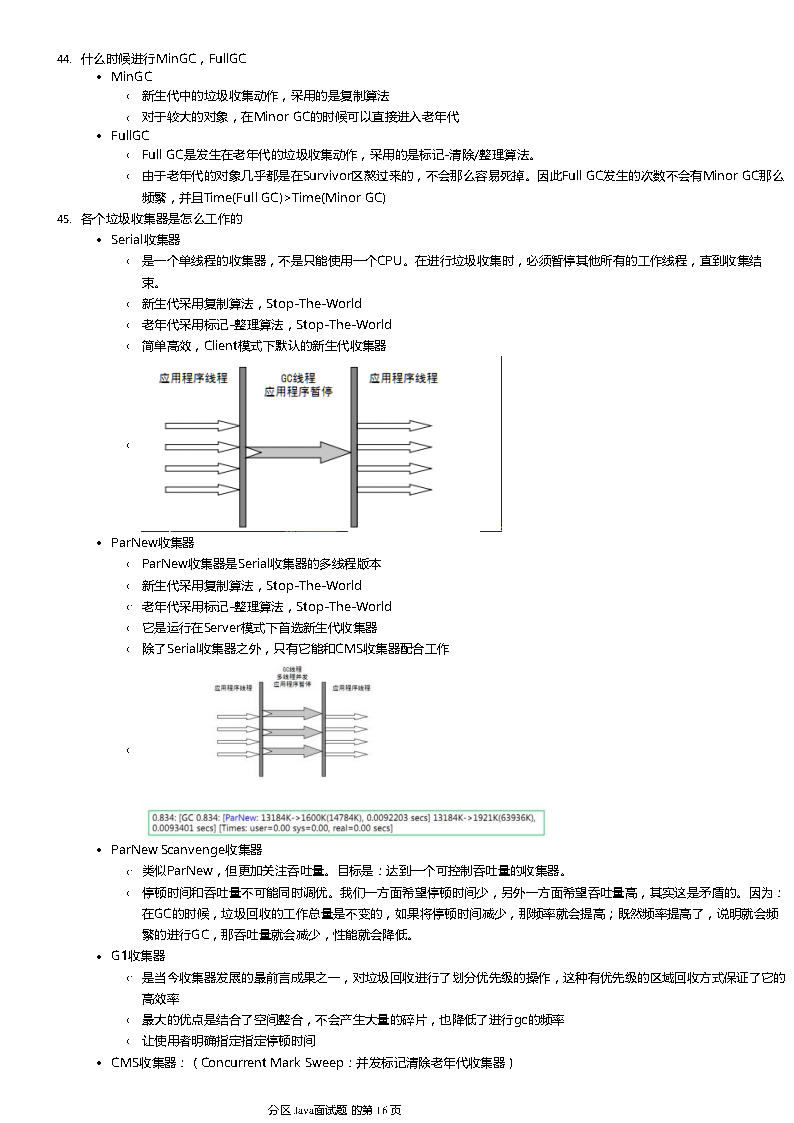 44. 什么时候进行MinGC，FullGC
• MinGC
‹ 新生代中的垃圾收集动作，采用的是复制算法
‹ 对于较大的对象，在Minor GC的时候可以直接进入老年代
• FullGC
‹ Full GC是发生在老年代的垃圾收集动作，采用的是标记-清除/整理算法。
‹ 由于老年代的对象几乎都是在Survivor区熬过来的，不会那么容易死掉。因此Full GC发生的次数不会有Minor GC那么
频繁，并且Time(Full GC)>Time(Minor GC)
45. 各个垃圾收集器是怎么工作的
• Serial收集器
‹ 是一个单线程的收集器，不是只能使用一个CPU。在进行垃圾收集时，必须暂停其他所有的工作线程，直到收集结
束。
‹ 新生代采用复制算法，Stop-The-World
‹ 老年代采用标记-整理算法，Stop-The-World
‹ 简单高效，Client模式下默认的新生代收集器
应用程序线程 GC线程 应用程序线程
应用程序暂停
‹
• ParNew收集器
‹ ParNew收集器是Serial收集器的多线程版本
‹ 新生代采用复制算法，Stop-The-World
‹ 老年代采用标记-整理算法，Stop-The-World
‹ 它是运行在Server模式下首选新生代收集器
‹ 除了Serial收集器之外，只有它能和CMS收集器配合工作
GC线程
多线程并发
应用程序线程 应用程序暂停 应用程序线程
‹
0.834: [GC 0.834: [ParNew: 13184K->1600K(14784K), 0.0092203 secs] 13184K->1921K(63936K),
0.0093401 secs] [Times: user=0.00 sys=0.00, real=0.00 secs]
• ParNew Scanvenge收集器
‹ 类似ParNew，但更加关注吞吐量。目标是：达到一个可控制吞吐量的收集器。
‹ 停顿时间和吞吐量不可能同时调优。我们一方面希望停顿时间少，另外一方面希望吞吐量高，其实这是矛盾的。因为：
在GC的时候，垃圾回收的工作总量是不变的，如果将停顿时间减少，那频率就会提高；既然频率提高了，说明就会频
繁的进行GC，那吞吐量就会减少，性能就会降低。
• G1收集器
‹ 是当今收集器发展的最前言成果之一，对垃圾回收进行了划分优先级的操作，这种有优先级的区域回收方式保证了它的
高效率
‹ 最大的优点是结合了空间整合，不会产生大量的碎片，也降低了进行gc的频率
‹ 让使用者明确指定指定停顿时间
• CMS收集器：（Concurrent Mark Sweep：并发标记清除老年代收集器）
分区 Java面试题 的第 16 页